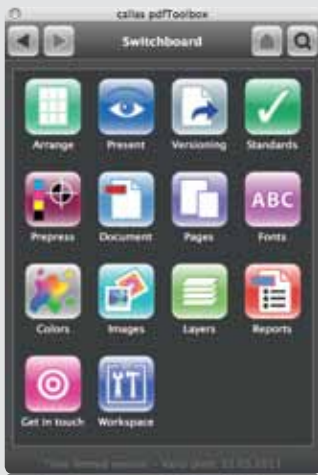 callas pdfToolbox
Switchboard
Arrange Present Versioning Standards
ABC
Prepress Document Pages Fonts
Colors Images Layers Reports
Get in touch Workspace